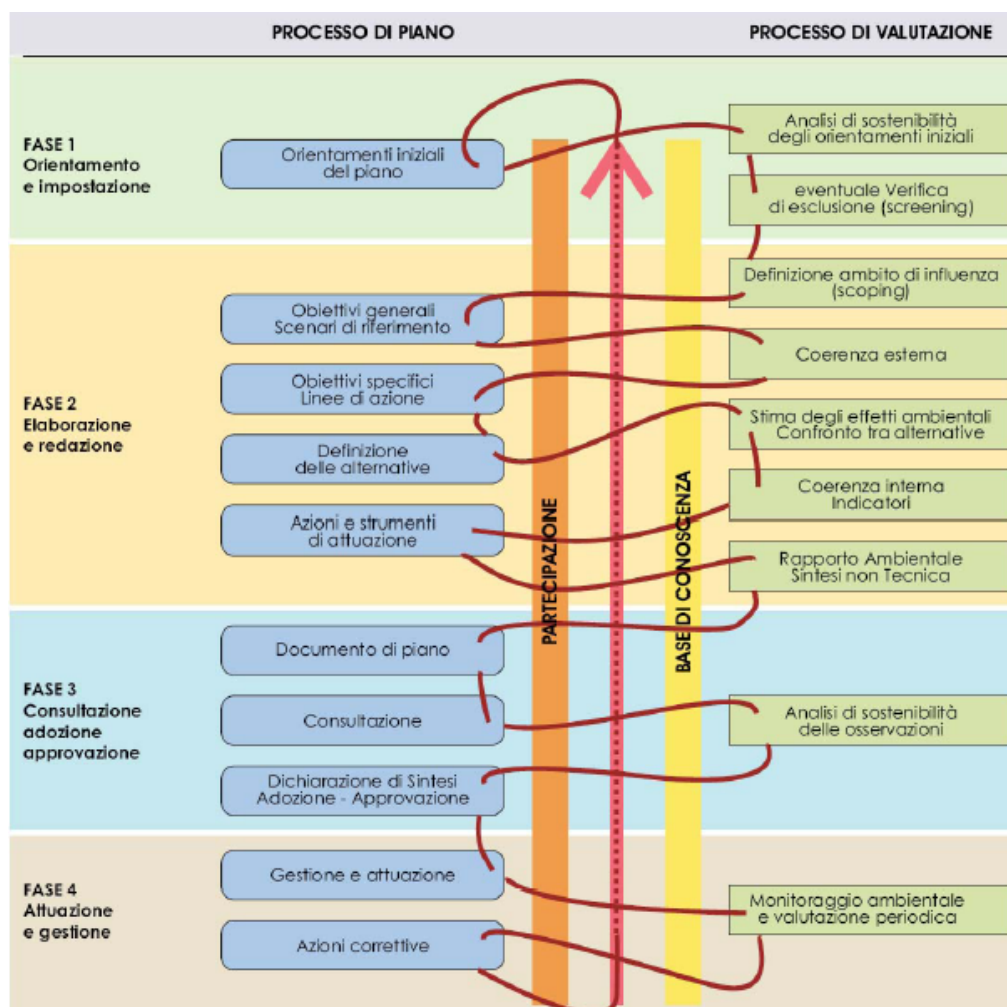 PROCESSO DI PIANO
PROCESSO DI VALUTAZIONE
FASE 1
Orientamento
e impostazione
Orientamenti iniziali
del piano
Analisi di sostenibilità
degli orientamenti iniziali
eventuale Verifica
di esclusione (screening)
FASE 2
Elaborazione
e redazione
Obiettivi generali
Scenari di riferimento
Obiettivi specifici
Linee di azione
Definizione
delle alternative
Azioni e strumenti
di attuazione
Definizione ambito di influenza
(scoping)
Coerenza esterna
Stima degli effetti ambientali
Confronto tra alternative
Coerenza interna
Indicatori
Rapporto Ambientale
Sintesi non Tecnica
PARTECIPAZIONE
BASE DI CONOSCENZA
FASE 3
Consultazione
adozione
approvazione
Documento di piano
Consultazione
Dichiarazione di Sintesi
Adozione - Approvazione
Analisi di sostenibilità
delle osservazioni
FASE 4
Attuazione
e gestione
Gestione e attuazione
Azioni correttive
Monitoraggio ambientale
e valutazione periodica